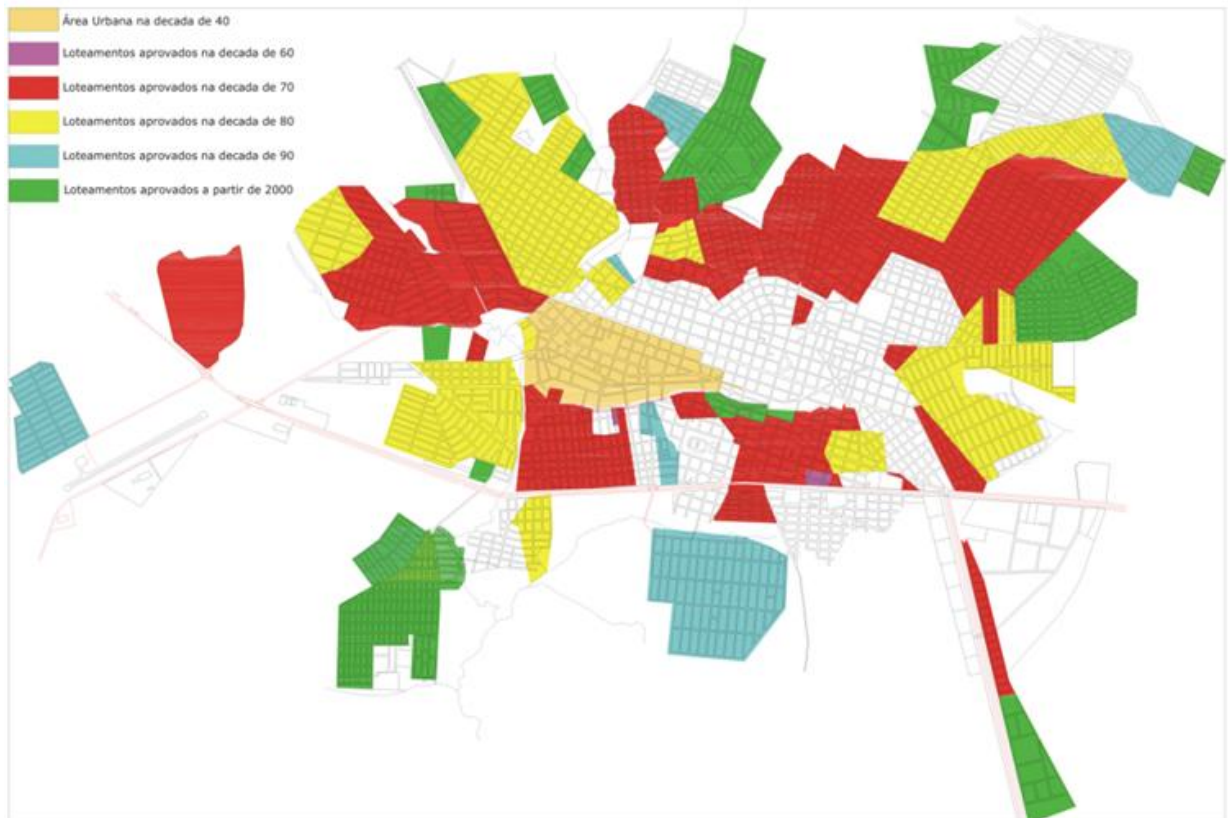 Área Urbana na decada de 40
Loteamentos aprovados na decada de 60
Loteamentos aprovados na decada de 70
Loteamentos aprovados na decada de 80
Loteamentos aprovados na decada de 90
Loteamentos aprovados a partir de 2000